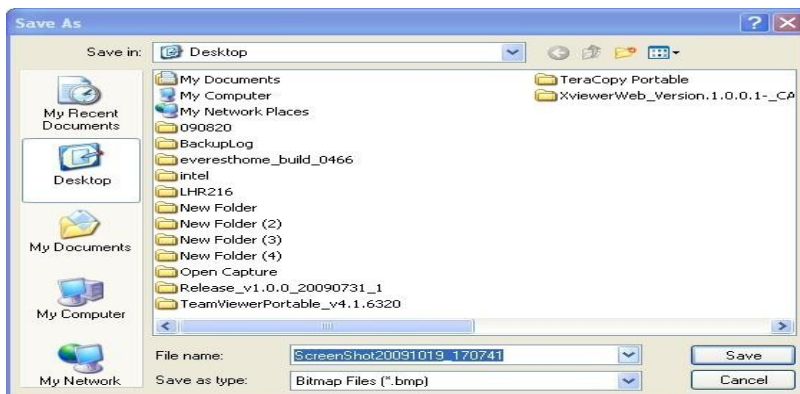 Save As
Save in:
Desktop
My Recent
Documents
Desktop
My Documents
My Computer
My Network
My Documents
My Computer
My Network Places
090820
BackupLog
everesthome_build_0466
intel
LHR216
New Folder
New Folder (2)
New Folder (3)
New Folder (4)
Open Capture
Release_v1.0.0_20090731_1
TeamViewerPortable_v4.1.6320
TeraCopy Portable
XviewerWeb_Version.1.0.0.1-_CA
File name:
ScreenShot20091019_170741
Save
Save as type:
Bitmap Files (*.bmp)
Cancel